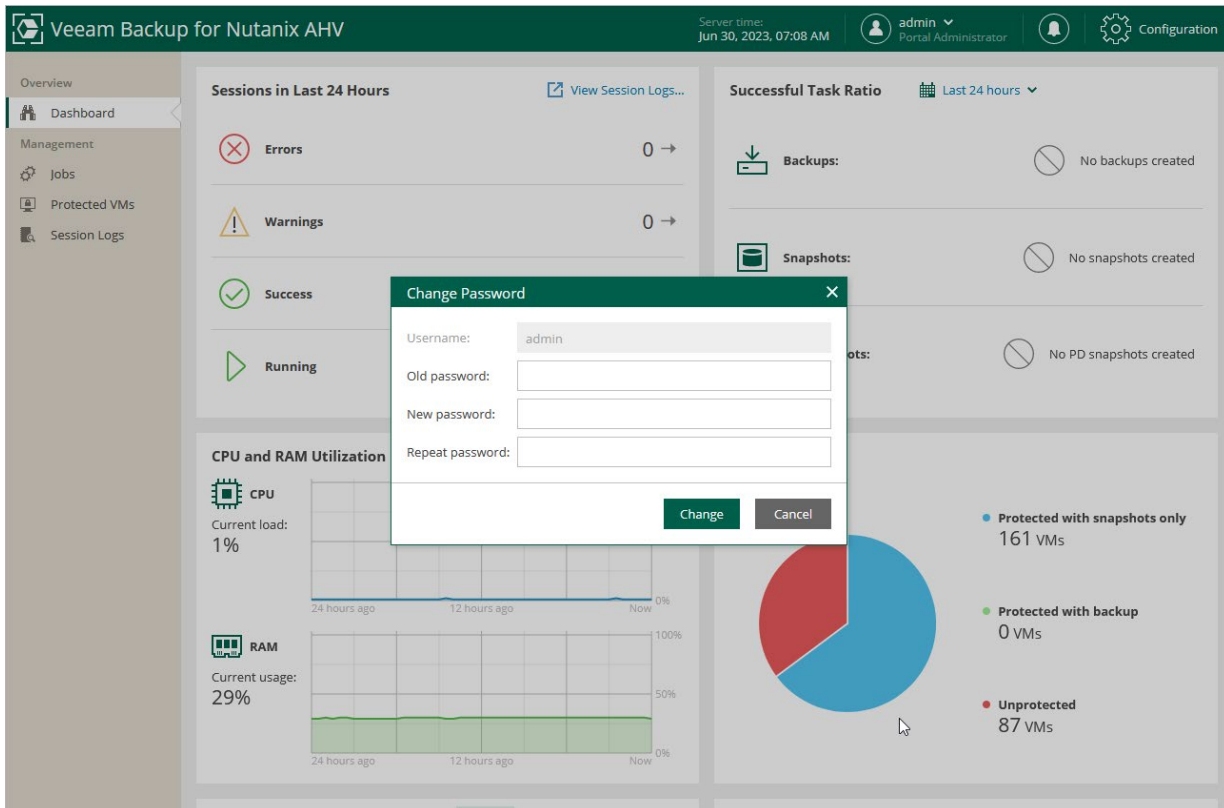 Veeam Backup for Nutanix AHV
Server time:
Jun 30, 2023, 07:08 AM
admin
Portal Administrator
Configuration
Overview
Dashboard
Management
Jobs
Protected VMs
Session Logs
Sessions in Last 24 Hours
View Session Logs...
Errors
0
Warnings
0
Success
Running
Successful Task Ratio
Last 24 hours
Backups:
No backups created
Snapshots:
No snapshots created
ots:
No PD snapshots created
Change Password
Username:
admin
Old password:
New password:
Repeat password:
Change
Cancel
CPU and RAM Utilization
CPU
Current load:
1%
0%
24 hours ago
12 hours ago
Now
RAM
Current usage:
29%
100%
50%
0%
24 hours ago
12 hours ago
Now
Protected with snapshots only
161 VMs
Protected with backup
0 VMs
Unprotected
87 VMs